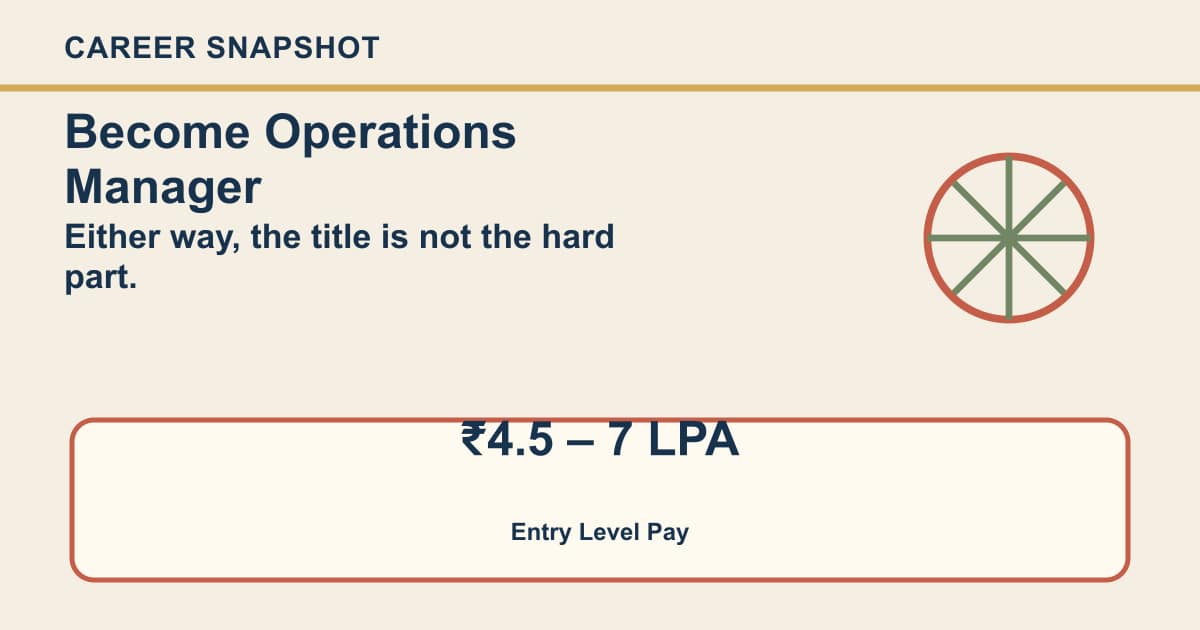 CAREER SNAPSHOT
Become Operations
Manager
Either way, the title is not the hard
part.
₹4.5 – 7 LPA
Entry Level Pay